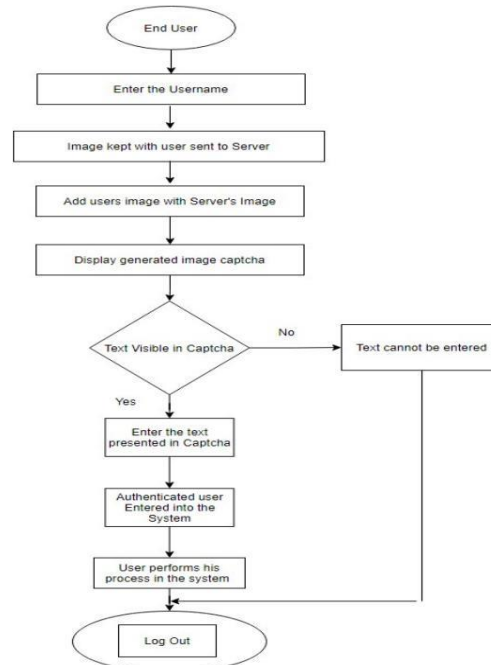 End User
Enter the Username
Image kept with user sent to Server
Add users image with Server's Image
Display generated image captcha
Text Visible in Captcha
No
Text cannot be entered
Yes
Enter the text
presented in Captcha
Authenticated user
Entered into the
System
User performs his
process in the system
Log Out